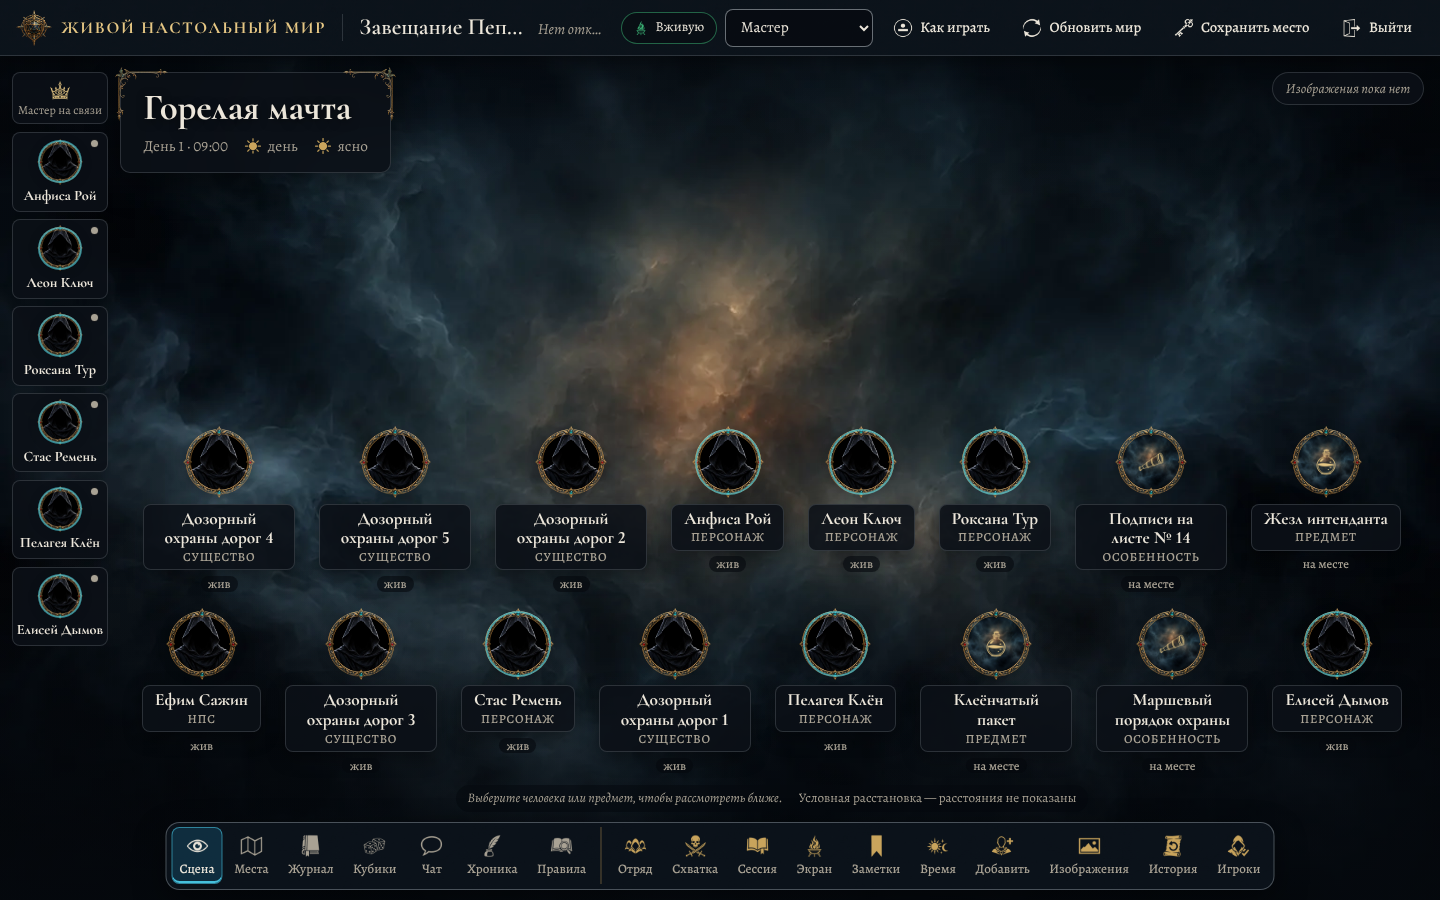 ЖИВОЙ НАСТОЛЬНЫЙ МИР
Завещание Пеп...
Нет отк...
Вживую
Мастер
Как играть
Обновить мир
Сохранить место
Выйти
Мастер на связи
Анфиса Рой
Леон Ключ
Роксана Тур
Стас Ремень
Пелагея Клён
Елисей Дымов
Горелая мачта
День 1 · 09:00
день
ясно
Изображения пока нет
Дозорный
охраны дорог 4
СУЩЕСТВО
жив
Дозорный
охраны дорог 5
СУЩЕСТВО
жив
Дозорный
охраны дорог 2
СУЩЕСТВО
жив
Анфиса Рой
ПЕРСОНАЖ
жив
Леон Ключ
ПЕРСОНАЖ
жив
Роксана Тур
ПЕРСОНАЖ
жив
Подписи на
листе № 14
ОСОБЕННОСТЬ
на месте
Жезл интенданта
ПРЕДМЕТ
на месте
Ефим Сажин
НПС
жив
Дозорный
охраны дорог 3
СУЩЕСТВО
жив
Стас Ремень
ПЕРСОНАЖ
жив
Дозорный
охраны дорог 1
СУЩЕСТВО
жив
Пелагея Клён
ПЕРСОНАЖ
жив
Клеёнчатый
пакет
ПРЕДМЕТ
на месте
Маршевый
порядок охраны
ОСОБЕННОСТЬ
на месте
Елисей Дымов
ПЕРСОНАЖ
жив
Выберите человека или предмет, чтобы рассмотреть ближе.
Условная расстановка — расстояния не показаны
Сцена
Места
Журнал
Кубики
Чат
Хроника
Правила
Отряд
Схватка
Сессия
Экран
Заметки
Время
Добавить
Изображения
История
Игроки